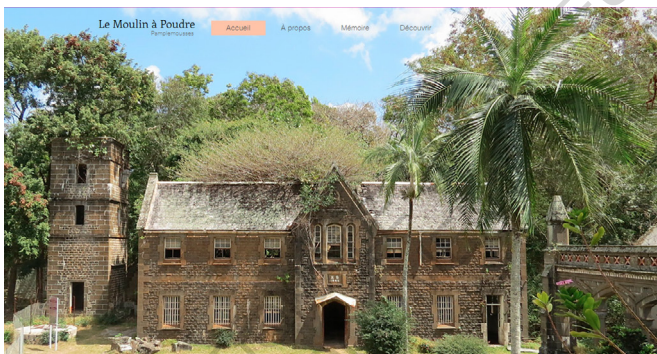 Le Moulin à Poudre
Pamplemousses
Accueil
À propos
Mémoire
Découvrir